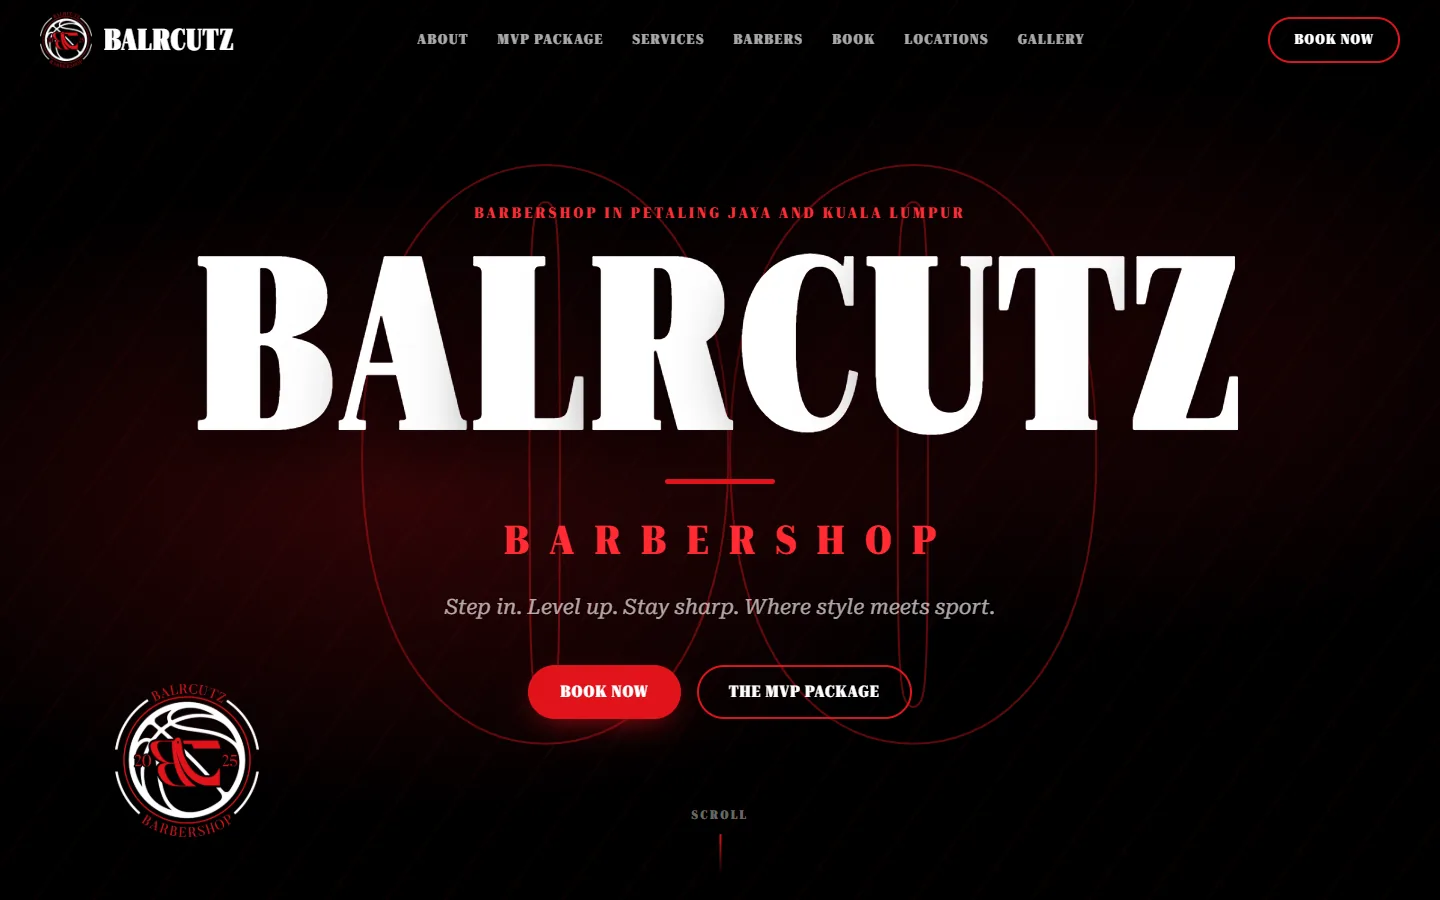 BALRCUTZ
ABOUT MVP PACKAGE SERVICES BARBERS BOOK LOCATIONS GALLERY
BOOK NOW
BARBERSHOP IN PETALING JAYA AND KUALA LUMPUR
00
BALRCUTZ
BARBERSHOP
Step in. Level up. Stay sharp. Where style meets sport.
BOOK NOW
THE MVP PACKAGE
BALRCUTZ
20 BC 25
BARBERSHOP
SCROLL